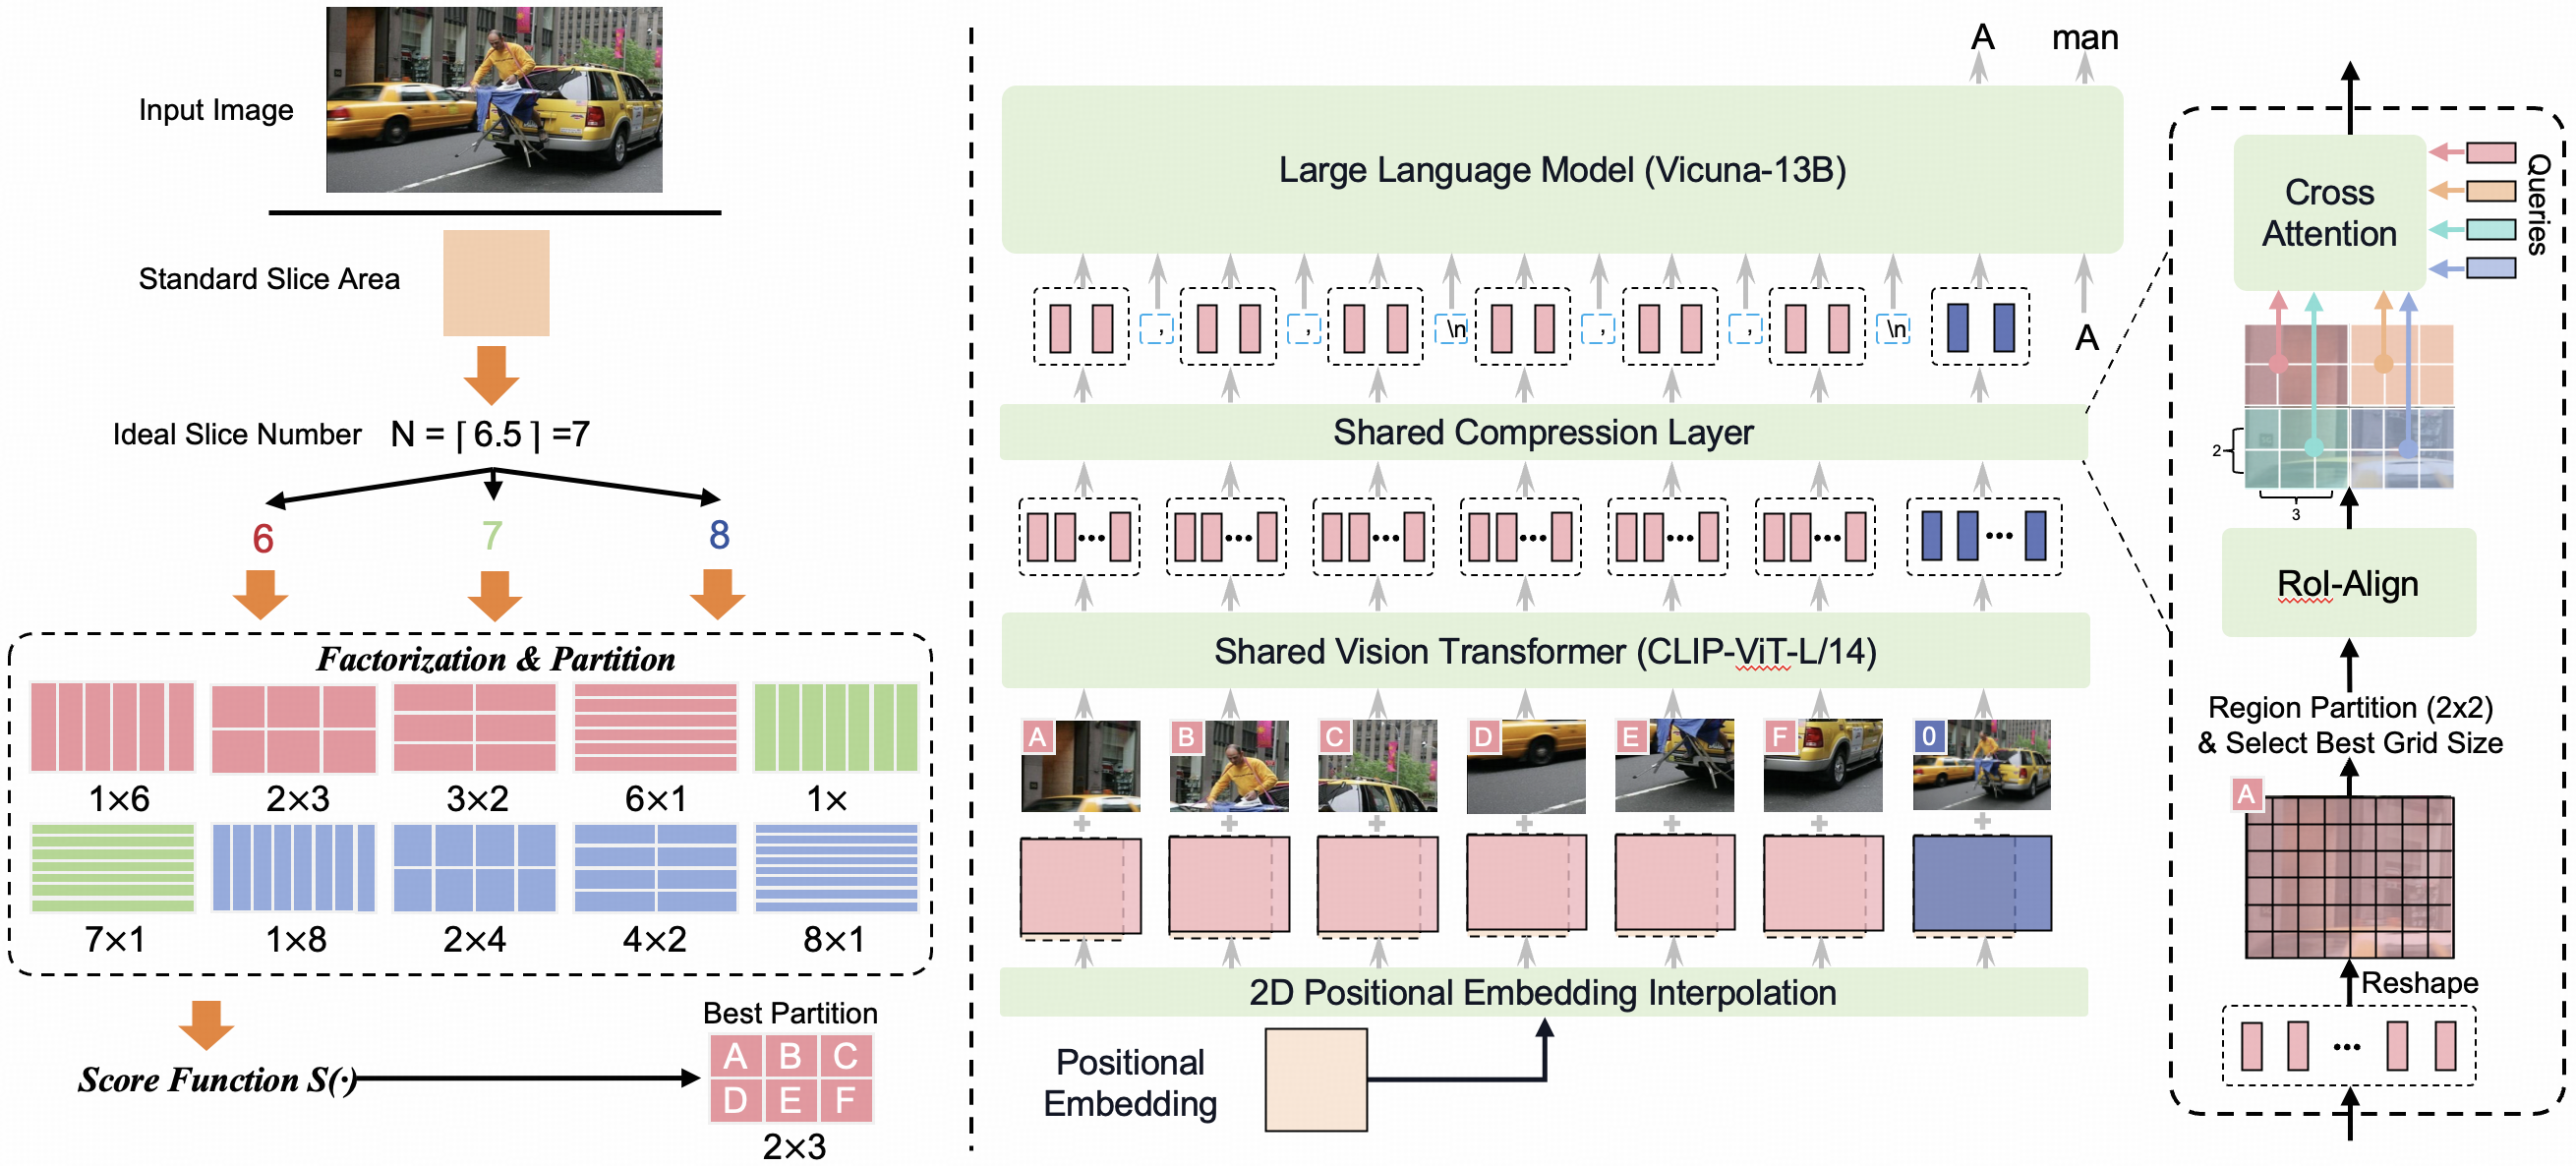 Input Image
Standard Slice Area
Ideal Slice Number N = ⌈ 6.5 ⌉ =7
6 7 8
Factorization & Partition
1×6 2×3 3×2 6×1 1×
7×1 1×8 2×4 4×2 8×1
Score Function S(·)
Best Partition
A B C
D E F
2×3
A man
Large Language Model (Vicuna-13B)
, , \n , , \n
A
Shared Compression Layer
Shared Vision Transformer (CLIP-ViT-L/14)
A B C D E F 0
2D Positional Embedding Interpolation
Positional
Embedding
Cross
Attention
Queries
2
3
RoI-Align
Region Partition (2x2)
& Select Best Grid Size
A
Reshape